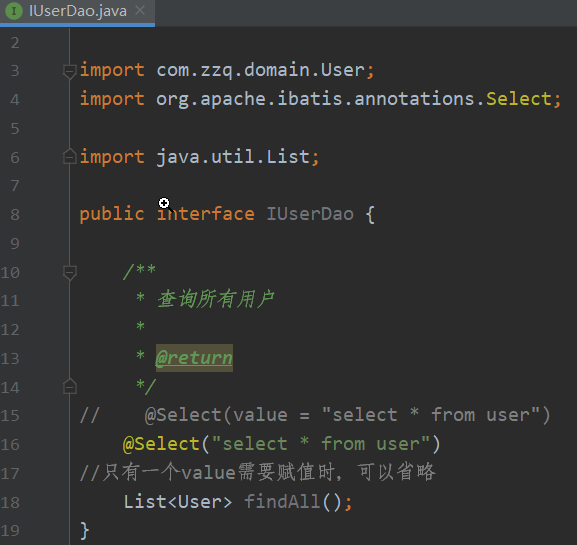 IUserDao.java
2
3 import com.zzq.domain.User;
4 import org.apache.ibatis.annotations.Select;
5
6 import java.util.List;
7
8 public interface IUserDao {
9
10 /**
11 * 查询所有用户
12 *
13 * @return
14 */
15 // @Select(value = "select * from user")
16 @Select("select * from user")
17 //只有一个value需要赋值时，可以省略
18 List<User> findAll();
19 }